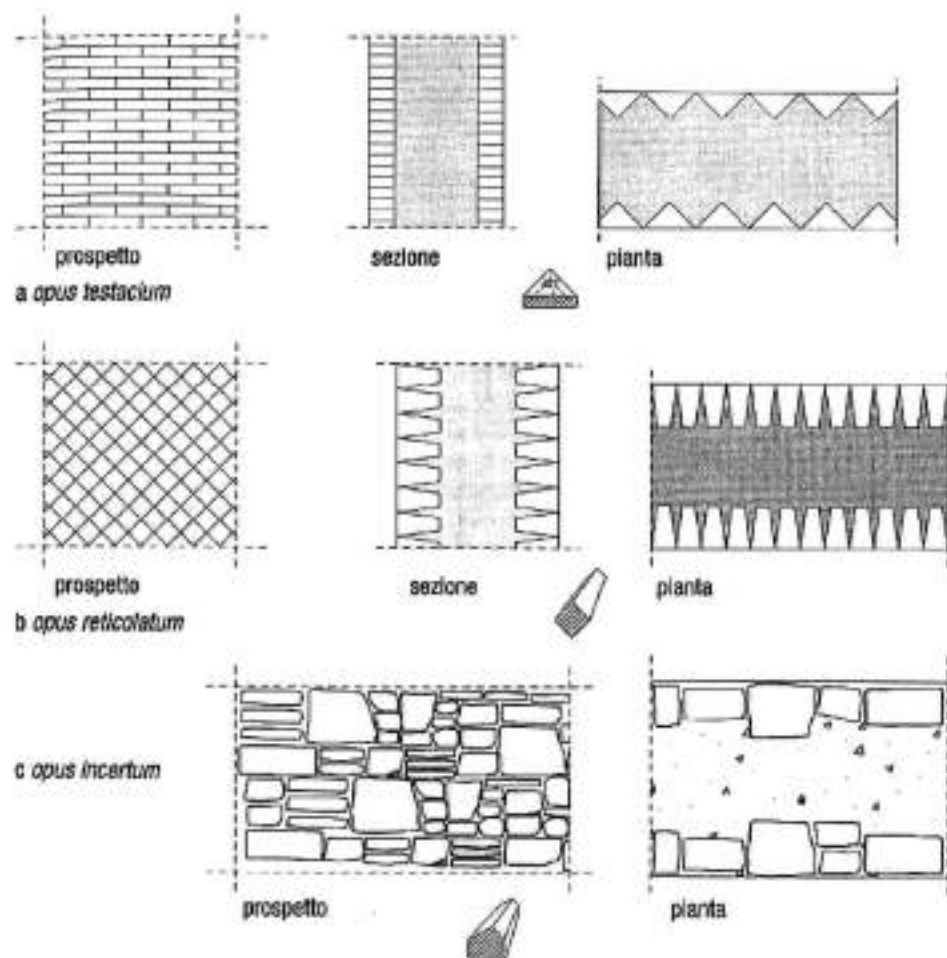 prospetto sezione pianta
a opus testacium
prospetto sezione pianta
b opus reticolatum
c opus incertum
prospetto pianta